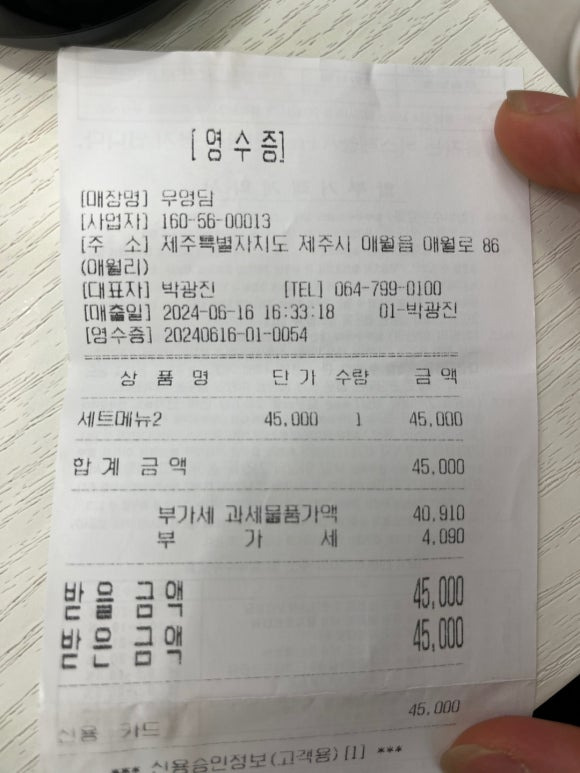 [영수증]
[매장명] 우영담
[사업자] 160-56-00013
[주 소] 제주특별자치도 제주시 애월읍 애월로 86
(애월리)
[대표자] 박광진 [TEL] 064-799-0100
[매출일] 2024-06-16 16:33:18 01-박광진
[영수증] 20240616-01-0054
상 품 명 단 가 수량 금 액
세트메뉴2 45,000 1 45,000
합 계 금 액 45,000
부가세 과세물품가액 40,910
부 가 세 4,090
받을 금액 45,000
받은 금액 45,000
신용 카드 45,000
*** 신용승인정보(고객용)[1] ***